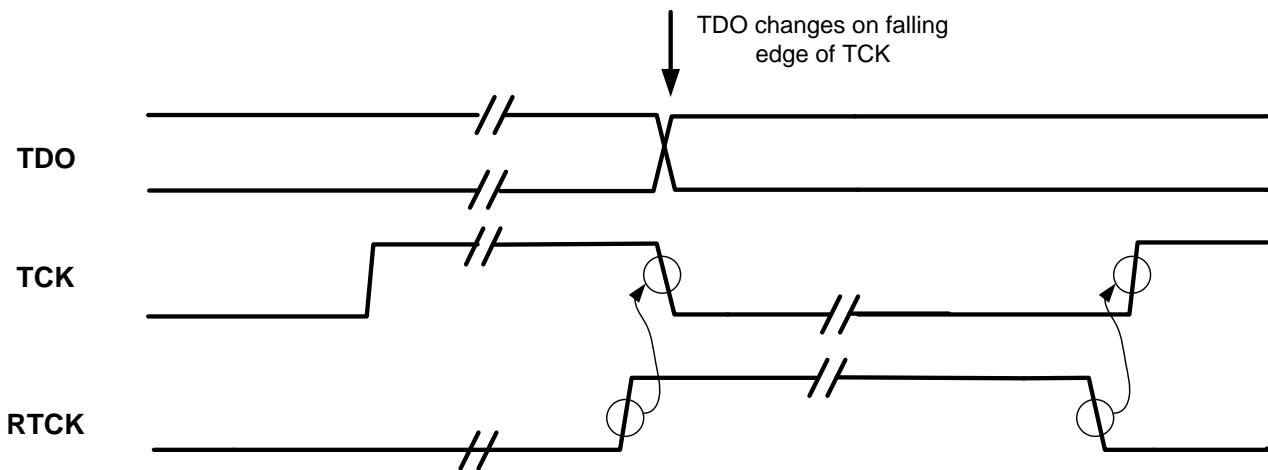 TDO changes on falling
edge of TCK
TDO
TCK
RTCK